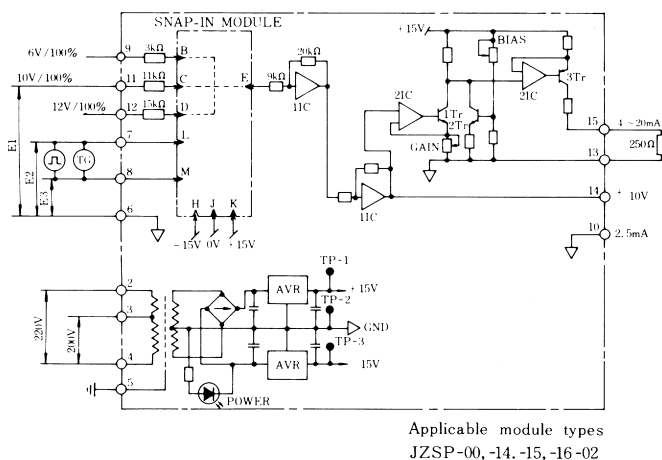 SNAP-IN MODULE
6V/100% 9 3kΩ B
10V/100% 11 11kΩ C
12V/100% 12 15kΩ D
E 9kΩ 20kΩ 1IC
7 L
TG
8 M
E1 E2 E3
6
H J K
-15V 0V +15V
+15V BIAS
2IC 3Tr
2IC 1Tr
2Tr
GAIN
1IC
15 4~20mA
250Ω
13
14 + 10V
10 2.5mA
2
3
4
5
220V 200V
AVR TP-1 +15V
TP-2
GND
TP-3
AVR 15V
POWER
Applicable module types
JZSP-00, -14. -15, -16 -02